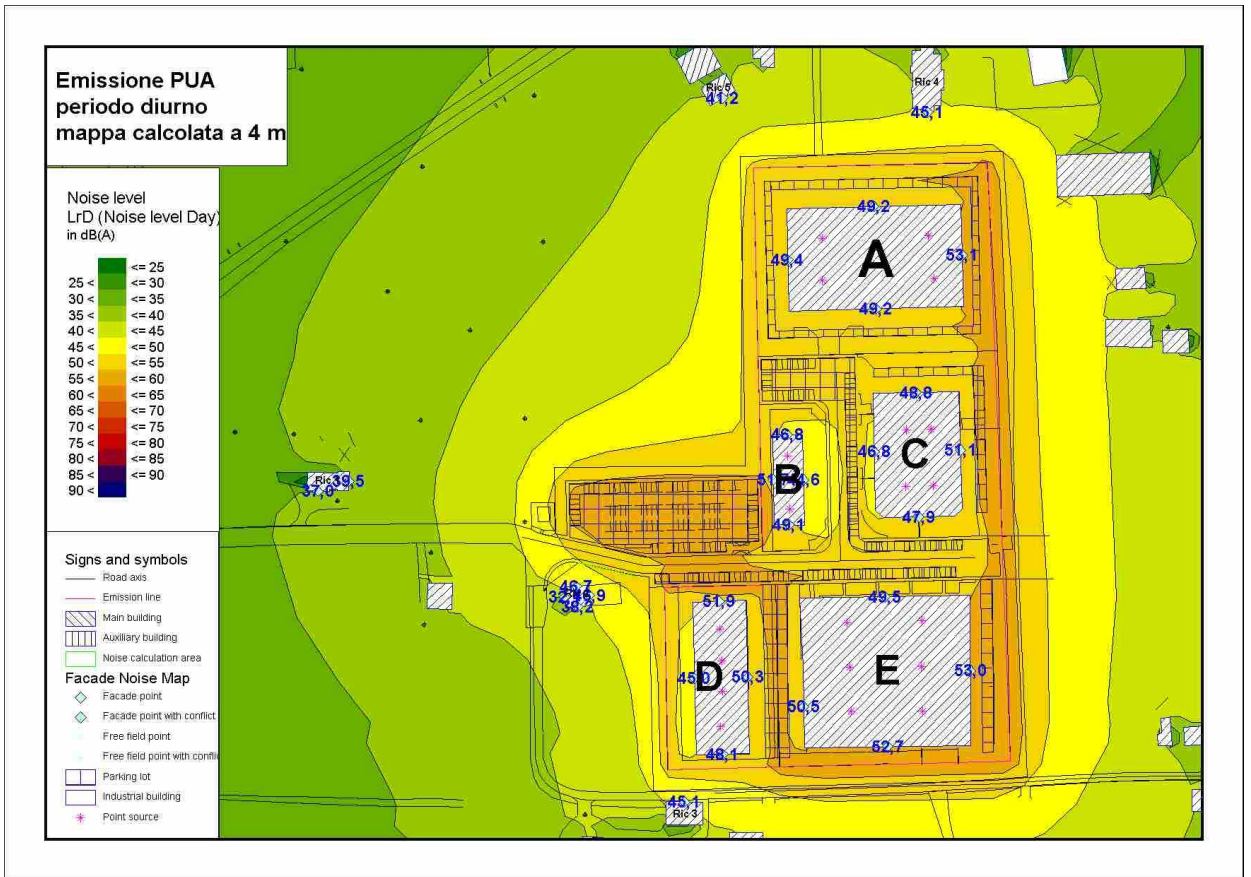 Emissione PUA
periodo diurno
mappa calcolata a 4 m
Noise level
LrD (Noise level Day)
in dB(A)
<= 25
25 < <= 30
30 < <= 35
35 < <= 40
40 < <= 45
45 < <= 50
50 < <= 55
55 < <= 60
60 < <= 65
65 < <= 70
70 < <= 75
75 < <= 80
80 < <= 85
85 < <= 90
90 <
Signs and symbols
Road axis
Emission line
Main building
Auxiliary building
Noise calculation area
Facade Noise Map
Facade point
Facade point with conflict
Free field point
Free field point with confli
Parking lot
Industrial building
Point source
Ric 5
41,2
Ric 4
45,1
49,2
49,4
A
53,1
49,2
48,8
46,8
C
51,1
47,9
46,8
B
49,1
Ric
39,5
37,0
46,7
38,2
51,9
45,0
D
50,3
48,1
49,5
50,5
E
53,0
52,7
45,1
Ric 3